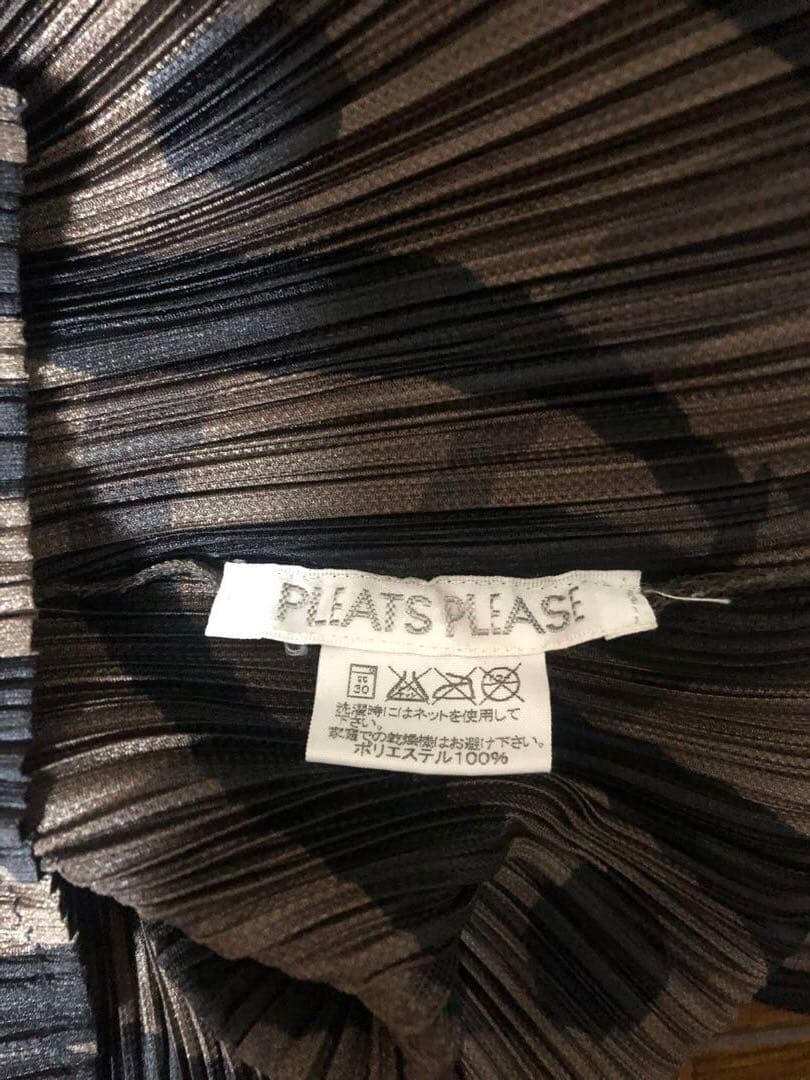 PLEATS PLEASE
30
洗濯時にはネットを使用して
下さい。
家庭での乾燥機はお避け下さい。
ポリエステル100%